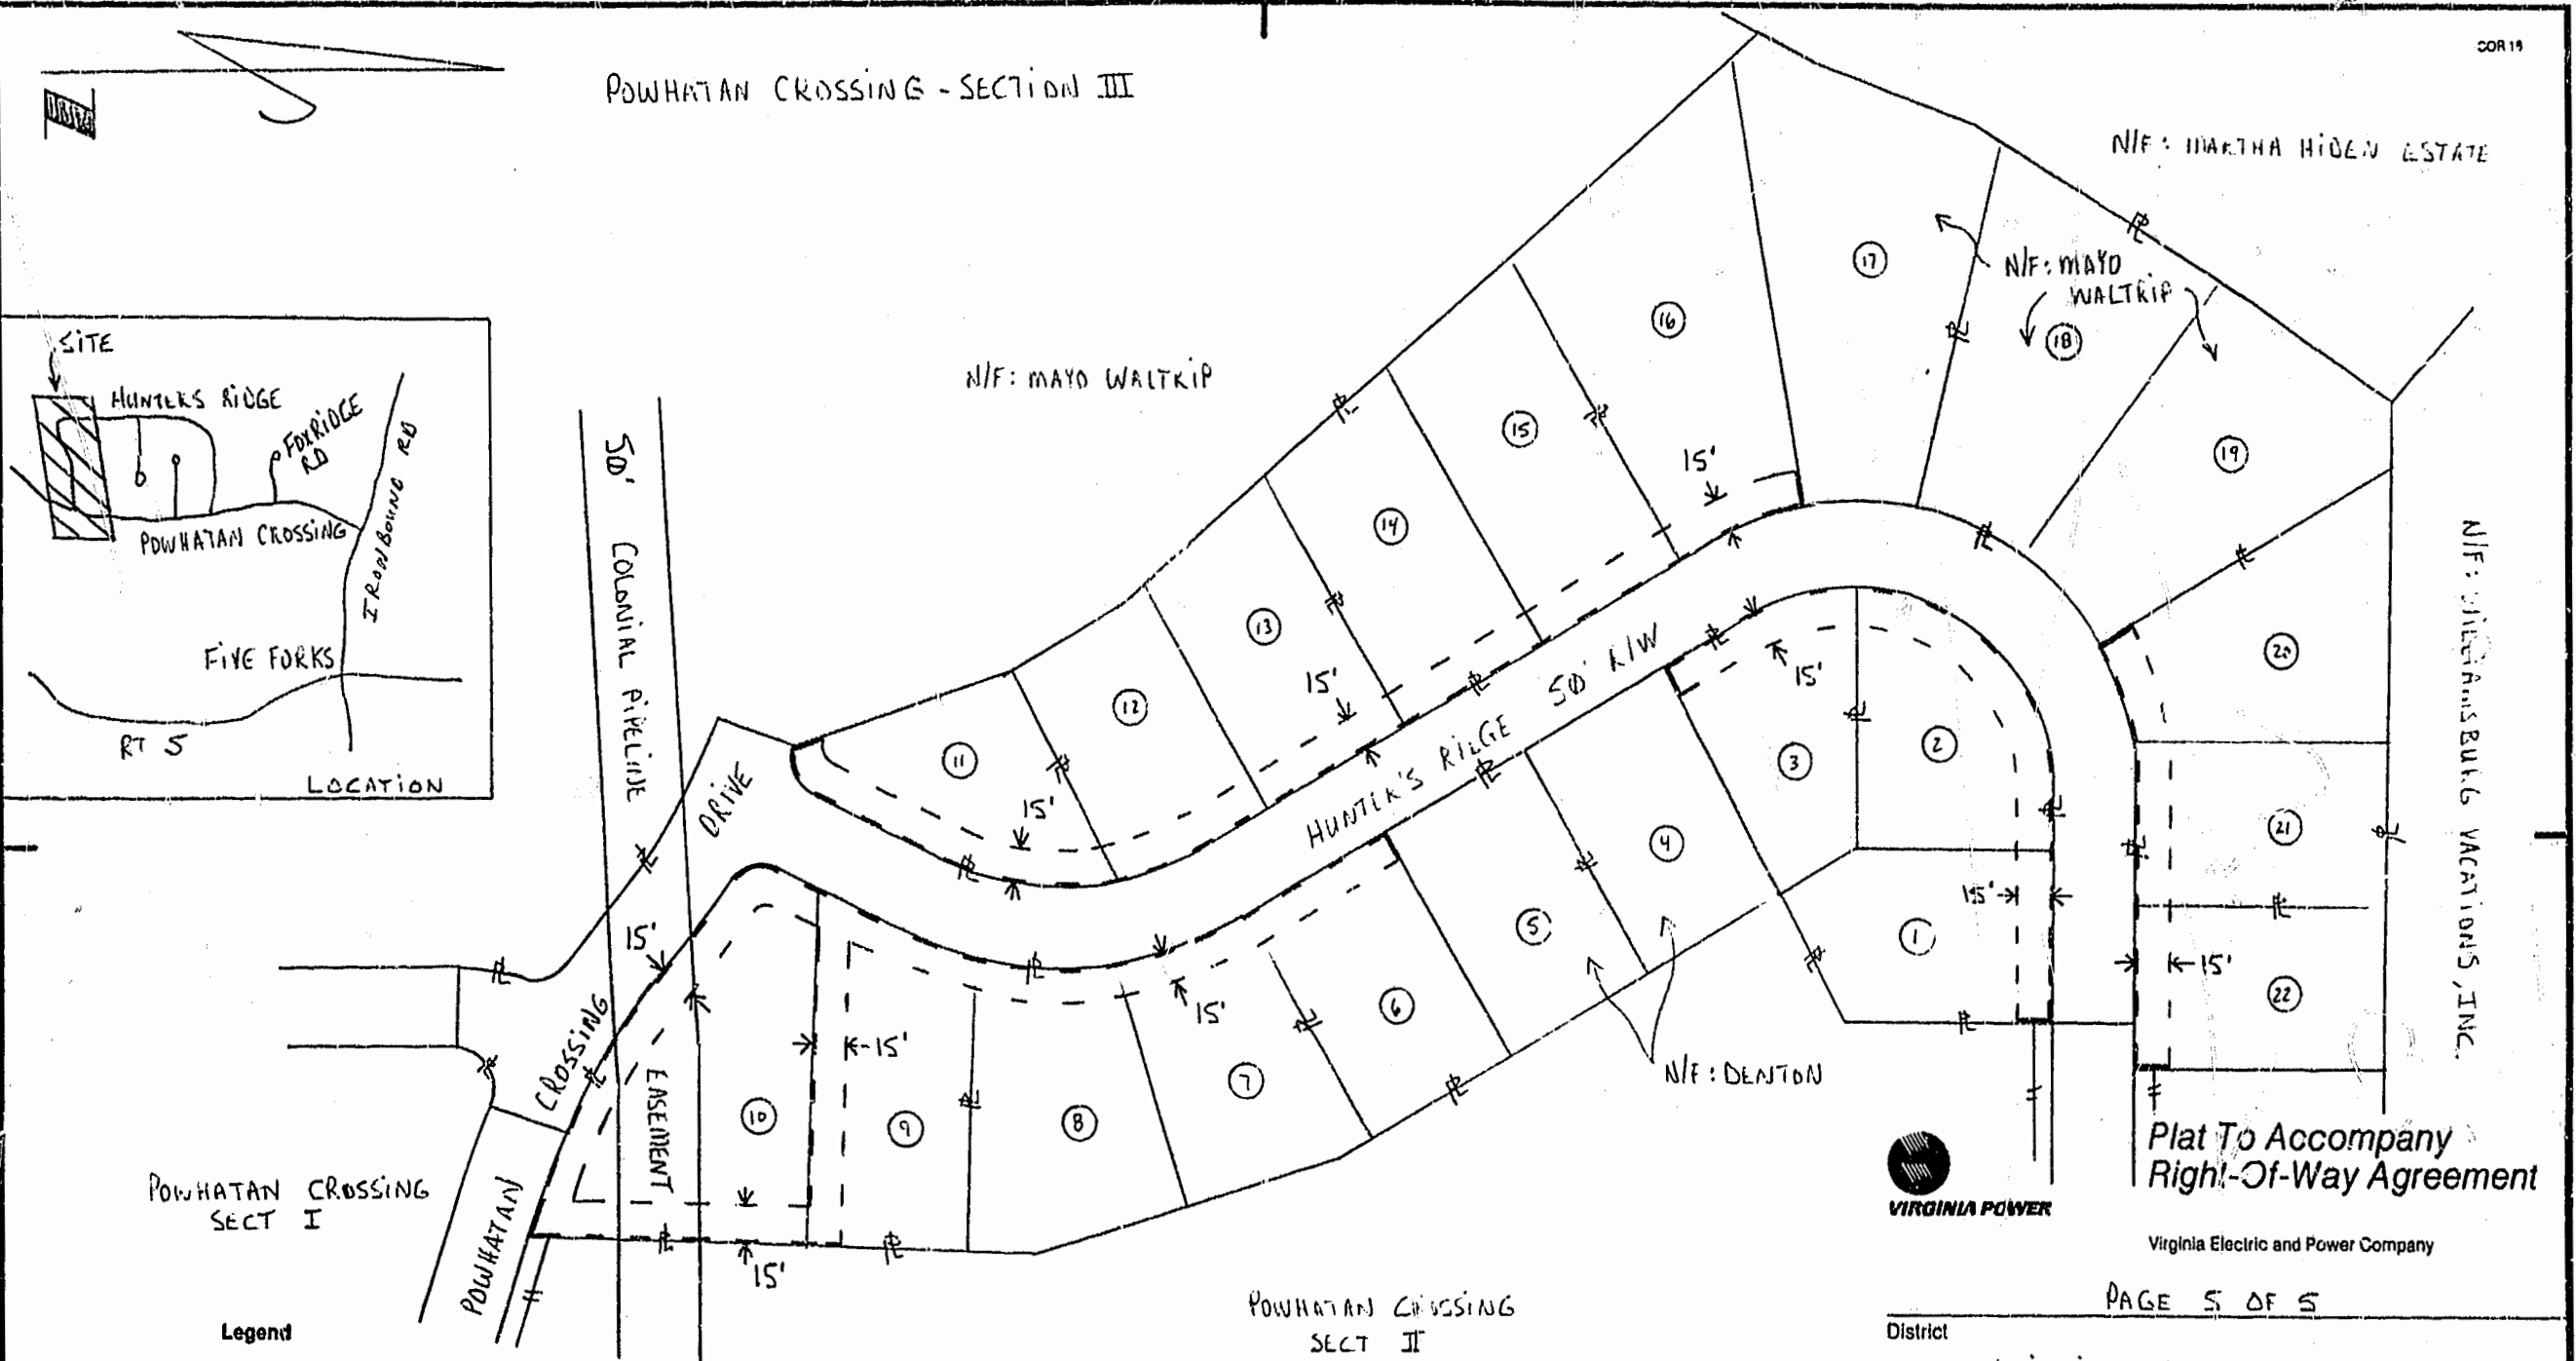 COR 15
POWHATAN CROSSING - SECTION III
N/F: MARTHA HIDEN ESTATE
N/F: MAYO
WALTRIP
N/F: MAYO WALTRIP
SITE
HUNTERS RIDGE
FOXRIDGE
RD
IRONBOUND RD
POWHATAN CROSSING
FIVE FORKS
RT 5
LOCATION
50' COLONIAL PIPELINE
EASEMENT
17
16
18
15
19
14
13
20
12
11
3
2
21
4
1
5
22
6
7
10
9
8
15'
15'
15'
15'
15'
15'
15'
15'
15'
15'
HUNTER'S RIDGE 50' R/W
POWHATAN CROSSING DRIVE
N/F: WILLIAMSBURG VACATIONS, INC.
N/F: DENTON
POWHATAN CROSSING
SECT I
POWHATAN CROSSING
SECT II
VIRGINIA POWER
Plat To Accompany
Right-Of-Way Agreement
Virginia Electric and Power Company
PAGE 5 OF 5
Legend
District